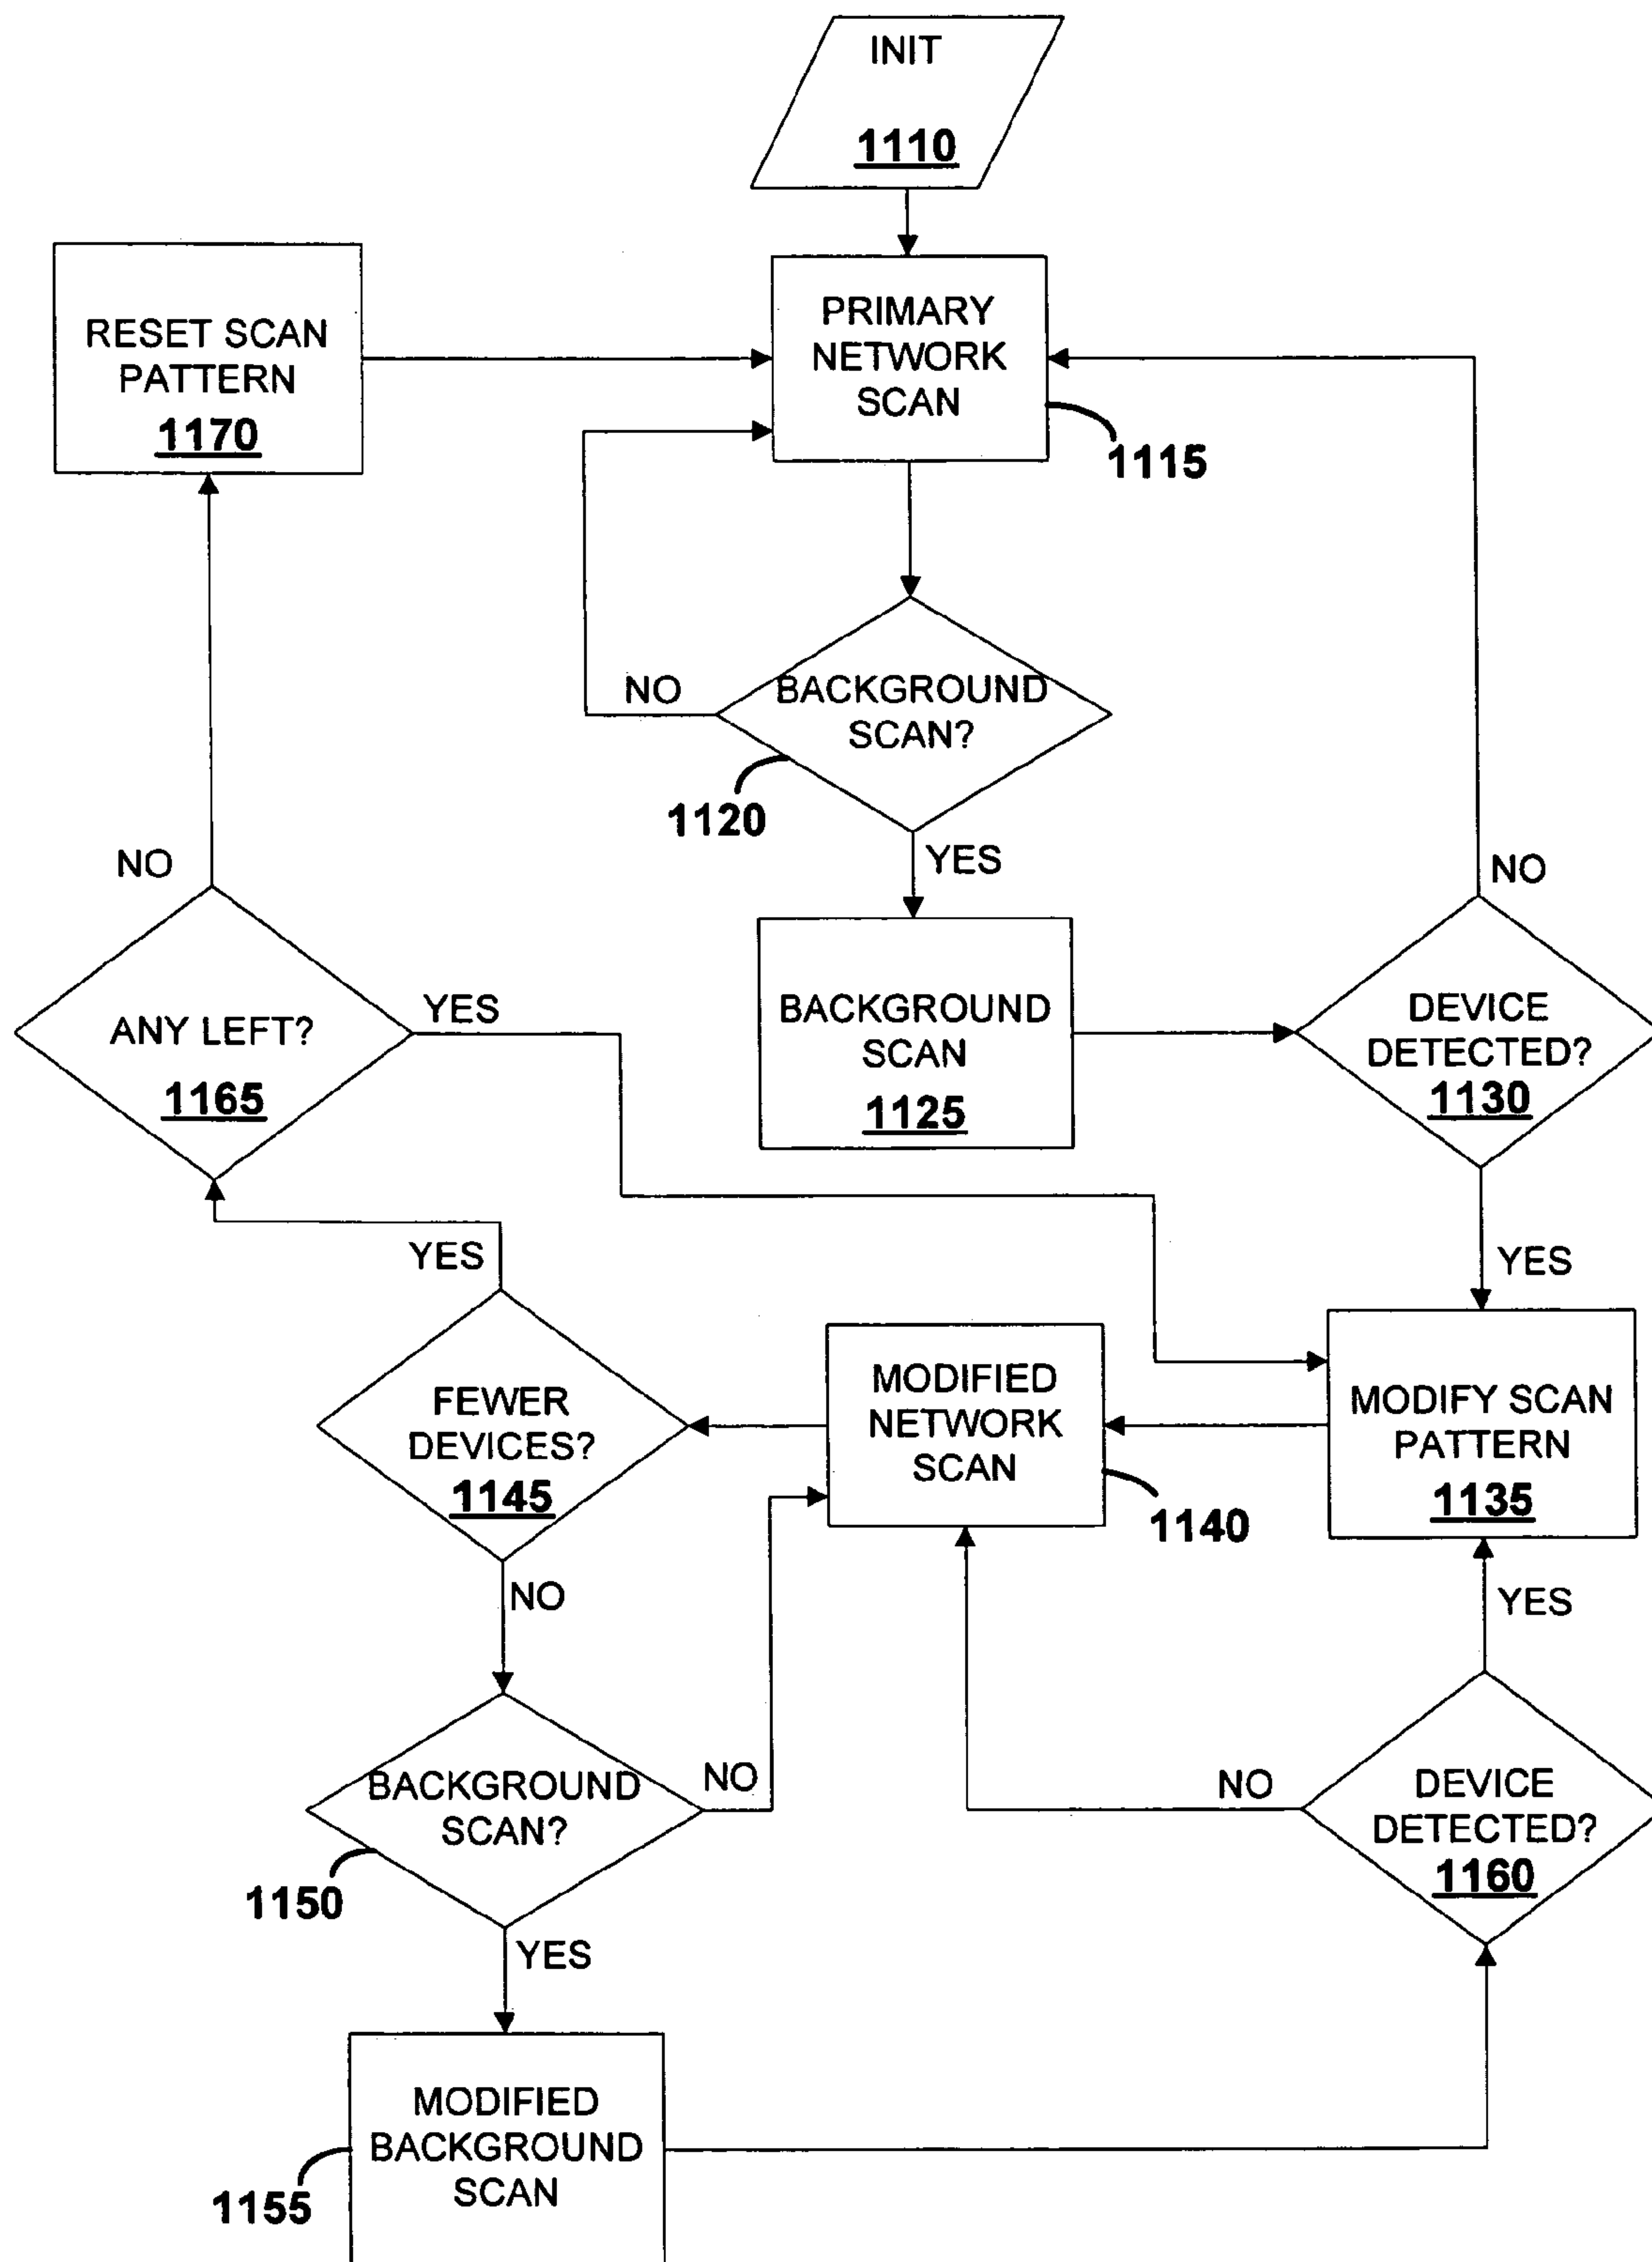 INIT
1110
RESET SCAN
PATTERN
1170
PRIMARY
NETWORK
SCAN
1115
NO
BACKGROUND
SCAN?
1120
YES
NO
ANY LEFT?
1165
YES
BACKGROUND
SCAN
1125
NO
DEVICE
DETECTED?
1130
YES
YES
FEWER
DEVICES?
1145
NO
MODIFIED
NETWORK
SCAN
1140
MODIFY SCAN
PATTERN
1135
YES
BACKGROUND
SCAN?
1150
NO
YES
NO
DEVICE
DETECTED?
1160
MODIFIED
BACKGROUND
SCAN
1155